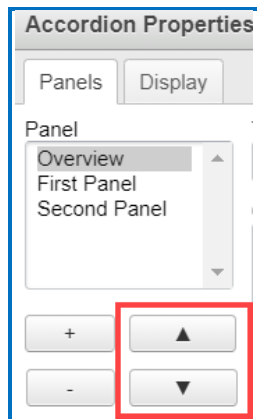 Accordion Properties
Panels Display
Panel
Overview
First Panel
Second Panel
+ ▲
- ▼